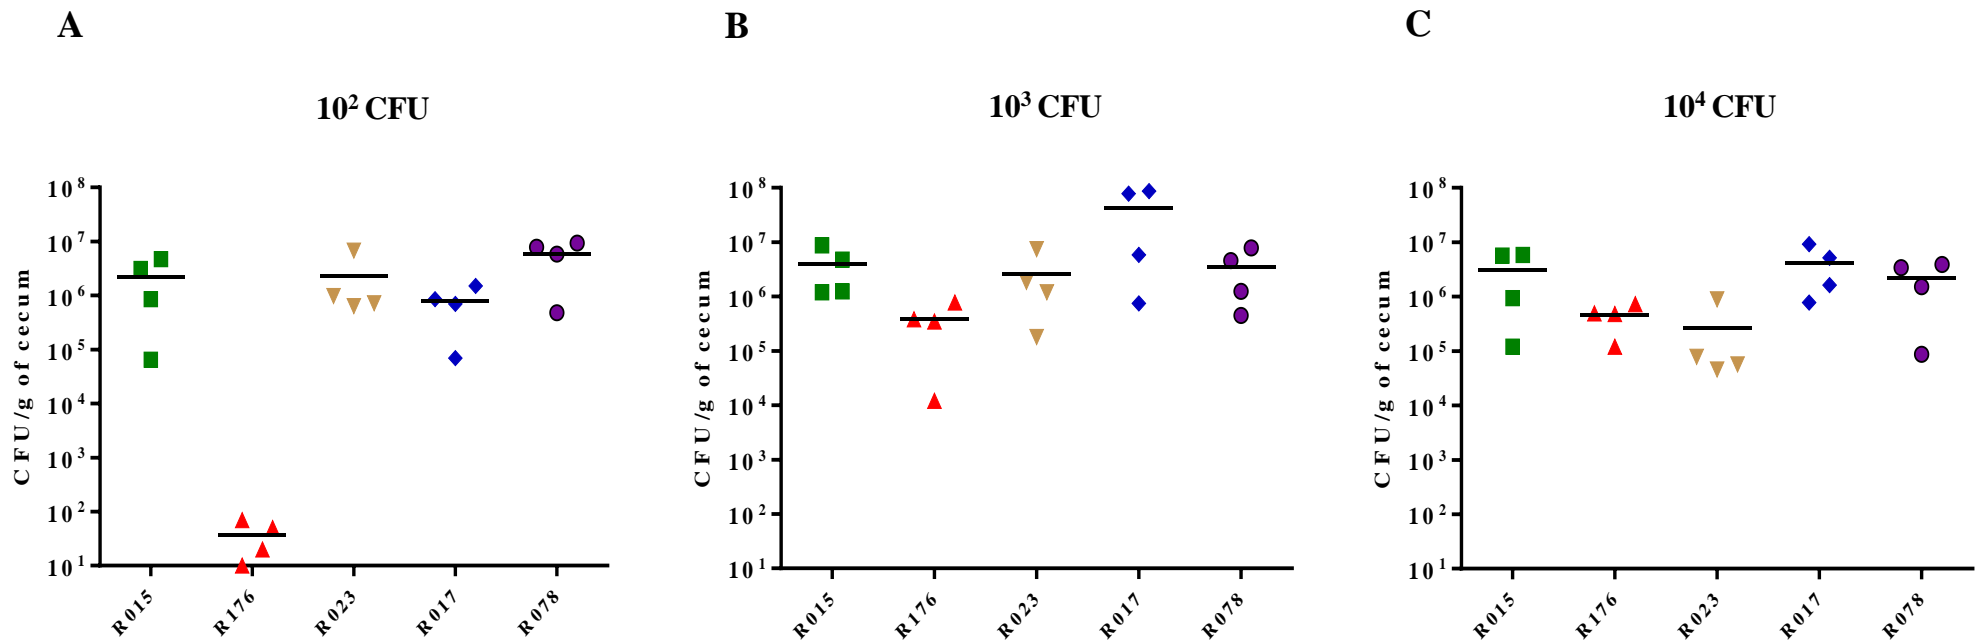 A
B
C
10² CFU
10³ CFU
10⁴ CFU
CFU/g of cecum
10⁸
10⁷
10⁶
10⁵
10⁴
10³
10²
10¹
R015
R176
R023
R017
R078
CFU/g of cecum
10⁸
10⁷
10⁶
10⁵
10⁴
10³
10²
10¹
R015
R176
R023
R017
R078
CFU/g of cecum
10⁸
10⁷
10⁶
10⁵
10⁴
10³
10²
10¹
R015
R176
R023
R017
R078